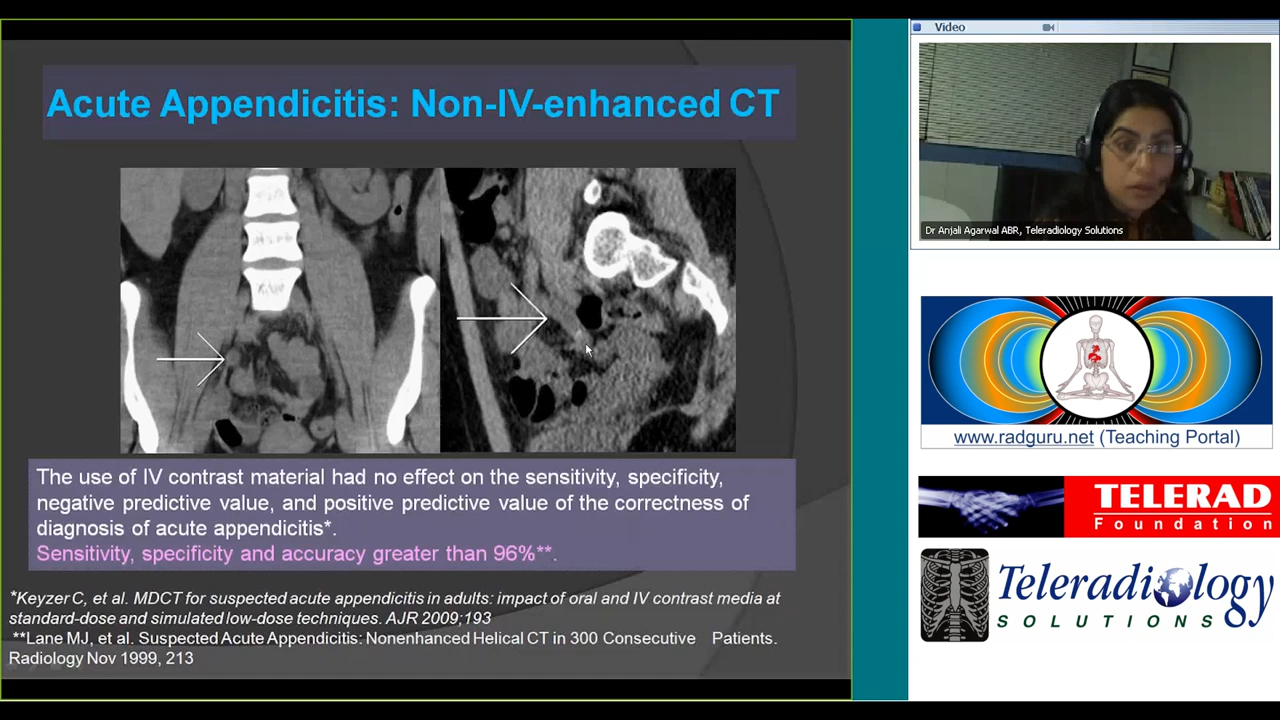 Acute Appendicitis: Non-IV-enhanced CT
The use of IV contrast material had no effect on the sensitivity, specificity,
negative predictive value, and positive predictive value of the correctness of
diagnosis of acute appendicitis*.
Sensitivity, specificity and accuracy greater than 96%**.
*Keyzer C, et al. MDCT for suspected acute appendicitis in adults: impact of oral and IV contrast media at
standard-dose and simulated low-dose techniques. AJR 2009;193
**Lane MJ, et al. Suspected Acute Appendicitis: Nonenhanced Helical CT in 300 Consecutive Patients.
Radiology Nov 1999, 213
Video
Dr Anjali Agarwal ABR, Teleradiology Solutions
www.radguru.net (Teaching Portal)
TELERAD
Foundation
Teleradiology
SOLUTIONS